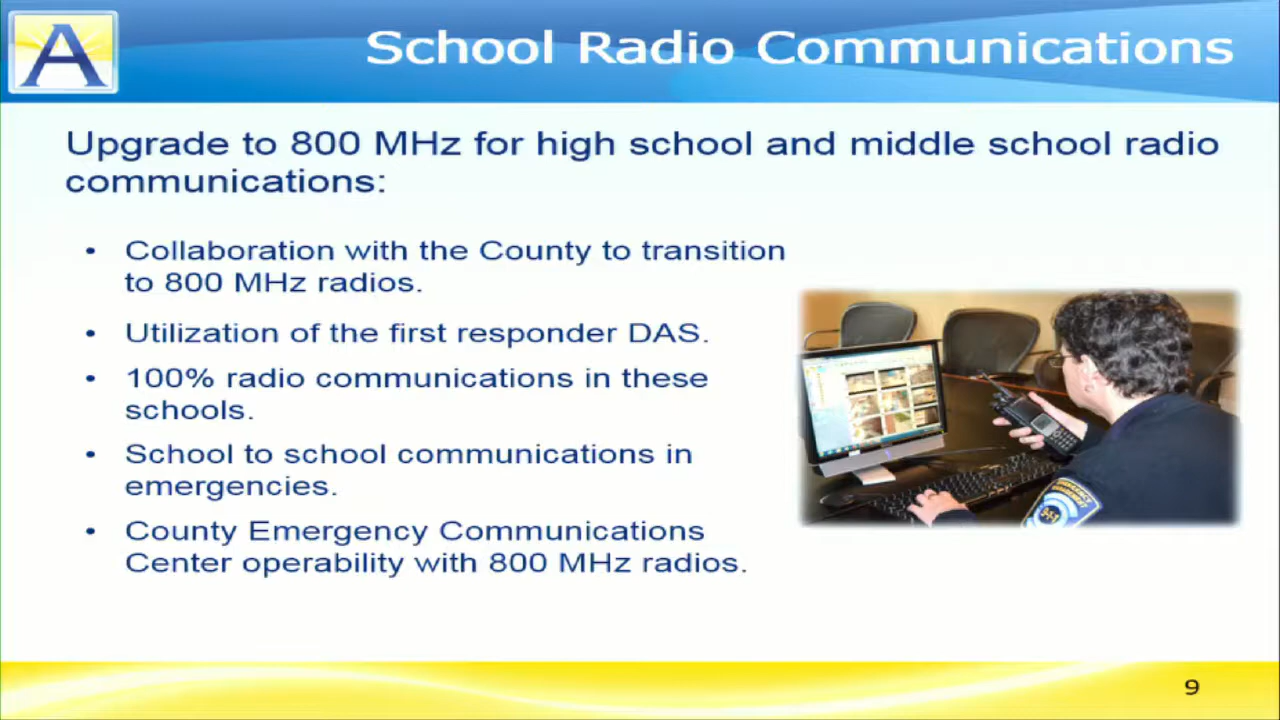 A
School Radio Communications
Upgrade to 800 MHz for high school and middle school radio
communications:
• Collaboration with the County to transition
to 800 MHz radios.
• Utilization of the first responder DAS.
• 100% radio communications in these
schools.
• School to school communications in
emergencies.
• County Emergency Communications
Center operability with 800 MHz radios.
9